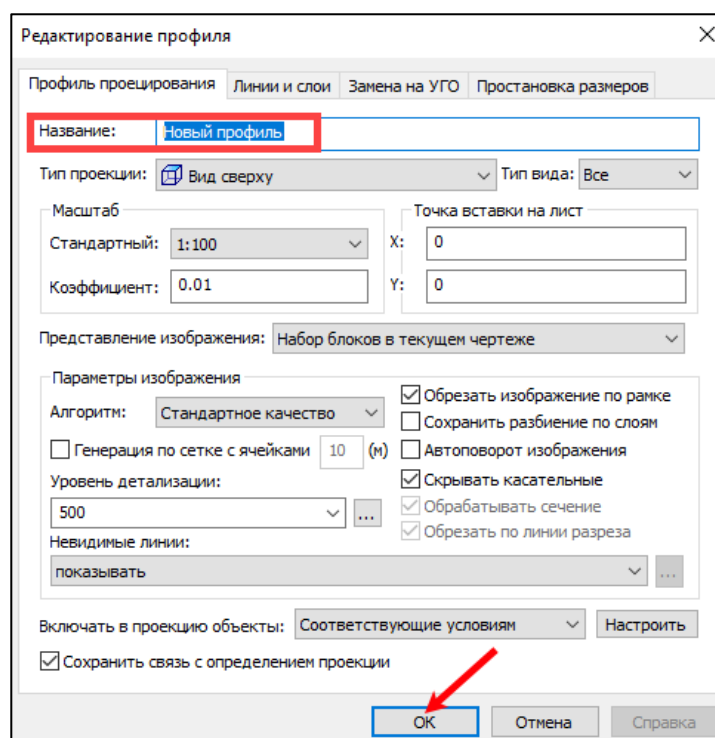 Редактирование профиля
Профиль проецирования Линии и слои Замена на УГО Простановка размеров
Название: Новый профиль
Тип проекции: Вид сверху Тип вида: Все
Масштаб Точка вставки на лист
Стандартный: 1:100 X: 0
Коэффициент: 0.01 Y: 0
Представление изображения: Набор блоков в текущем чертеже
Параметры изображения
Обрезать изображение по рамке
Алгоритм: Стандартное качество
Сохранить разбиение по слоям
Генерация по сетке с ячейками 10 (м) Автоповорот изображения
Уровень детализации: Скрывать касательные
500 ... Обрабатывать сечение
Обрезать по линии разреза
Невидимые линии:
показывать ...
Включать в проекцию объекты: Соответствующие условиям Настроить
Сохранить связь с определением проекции
ОК Отмена Справка